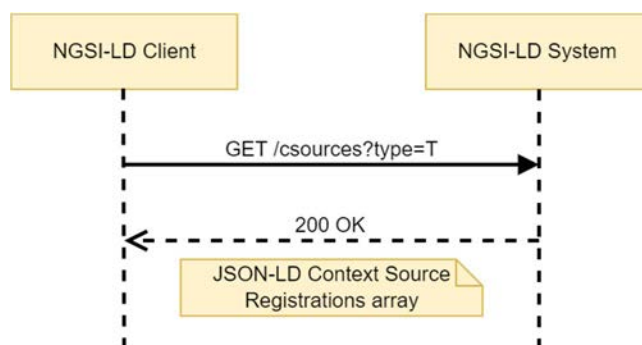 NGSI-LD Client
NGSI-LD System
GET /csources?type=T
200 OK
JSON-LD Context Source
Registrations array